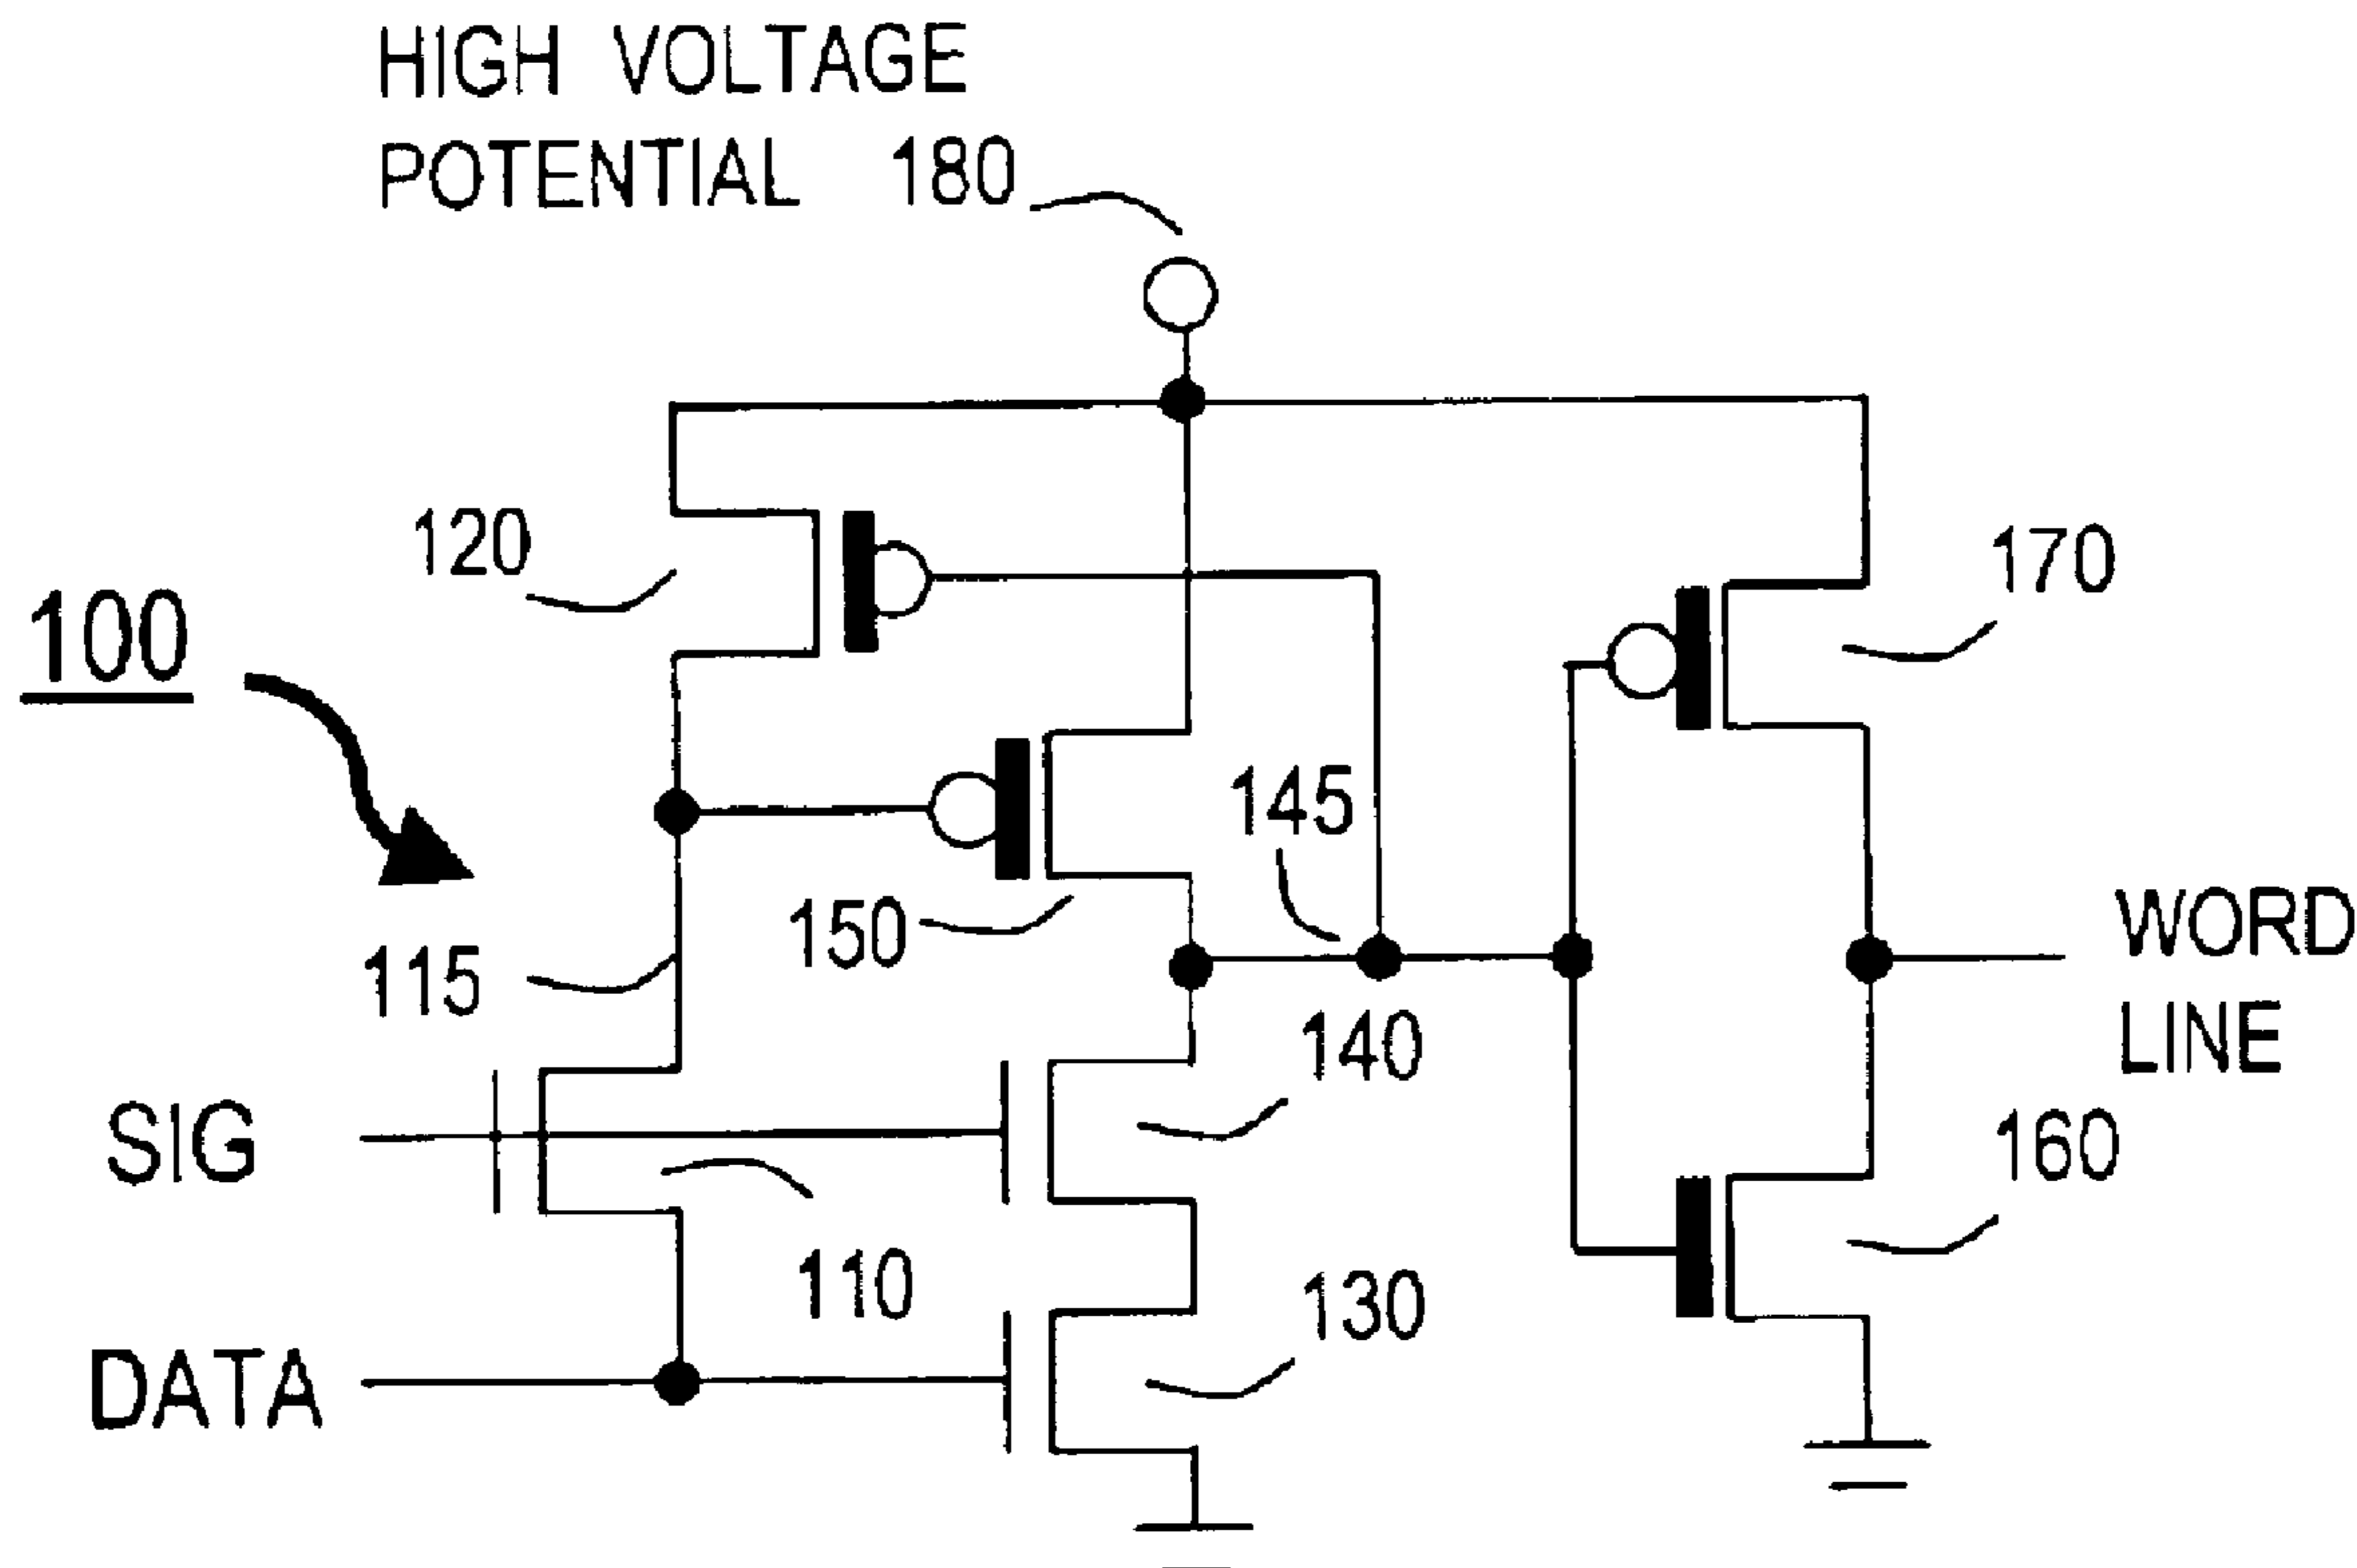 HIGH VOLTAGE
POTENTIAL 180
120
170
100
145
150
WORD
LINE
115
140
SIG
160
110
130
DATA